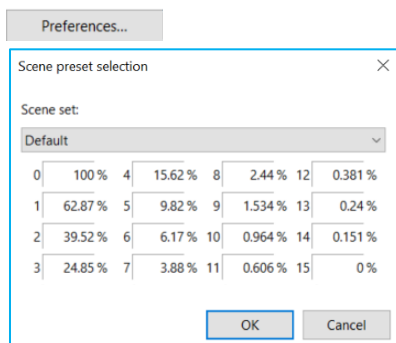 Preferences...
Scene preset selection
Scene set:
Default
0 100 % 4 15.62 % 8 2.44 % 12 0.381 %
1 62.87 % 5 9.82 % 9 1.534 % 13 0.24 %
2 39.52 % 6 6.17 % 10 0.964 % 14 0.151 %
3 24.85 % 7 3.88 % 11 0.606 % 15 0 %
OK Cancel